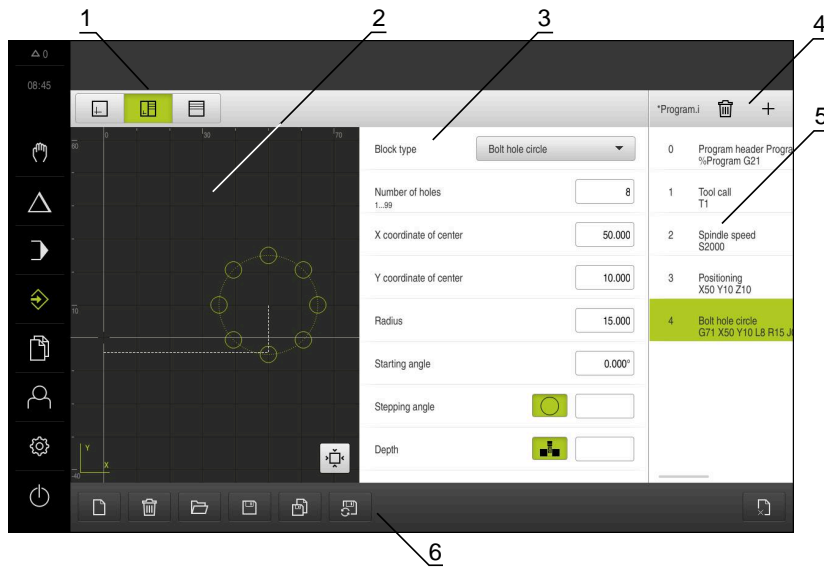 1
2
3
4
5
0
08:45
*Program.i
0
30
70
60
10
-40
Y
X
Block type
Bolt hole circle
Number of holes
1...99
8
X coordinate of center
50.000
Y coordinate of center
10.000
Radius
15.000
Starting angle
0.000°
Stepping angle
Depth
0 Program header Progra
%Program G21
1 Tool call
T1
2 Spindle speed
S2000
3 Positioning
X50 Y10 Z10
4 Bolt hole circle
G71 X50 Y10 L8 R15 J
6